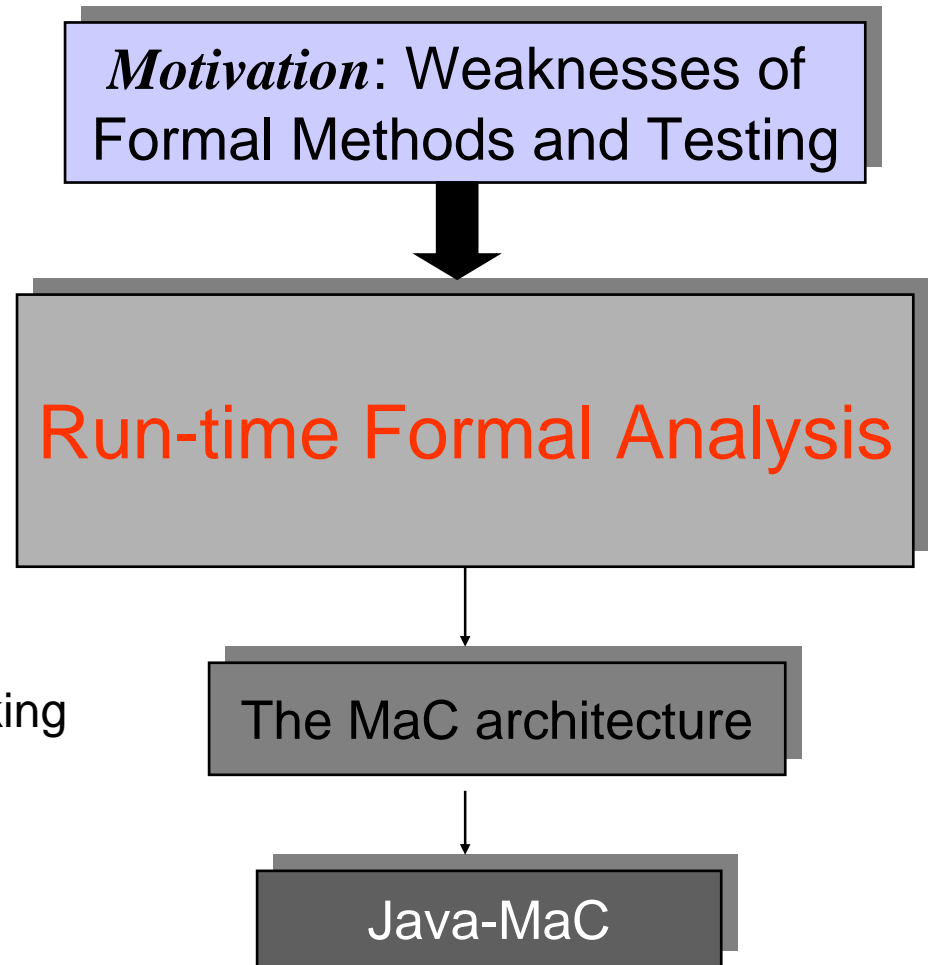 Motivation: Weaknesses of
Formal Methods and Testing
Run-time Formal Analysis
The MaC architecture
Java-MaC